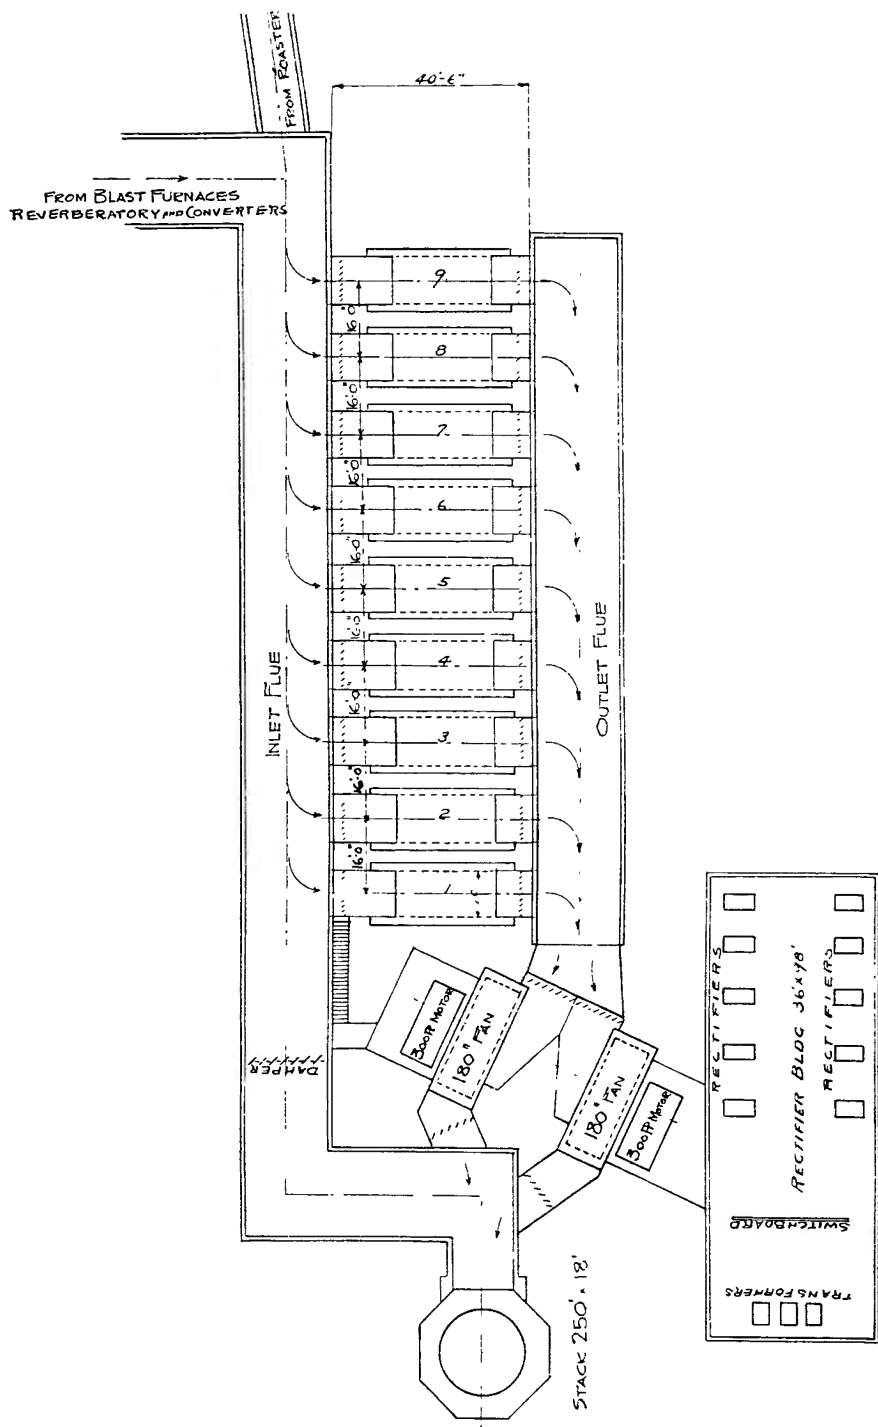 FROM ROASTER
40'-6"
FROM BLAST FURNACES
REVERBERATORY AND CONVERTERS
9
16'0"
8
16'0"
7
16'0"
6
16'0"
5
16'0"
4
16'0"
3
16'0"
2
16'0"
1
INLET FLUE
OUTLET FLUE
DAMPER
300 HP MOTOR
180" FAN
180" FAN
300 HP MOTOR
RECTIFIERS
RECTIFIERS
RECTIFIER BLDG 36'x98'
SWITCHBOARD
TRANSFORMERS
STACK 250'x18'